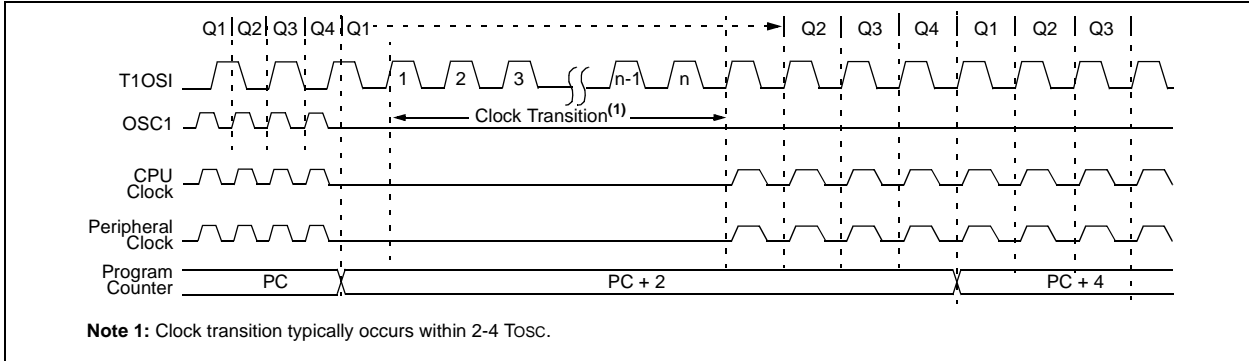 Q1 Q2 Q3 Q4 Q1 Q2 Q3 Q4 Q1 Q2 Q3
T1OSI 1 2 3 n-1 n
Clock Transition(1)
OSC1
CPU
Clock
Peripheral
Clock
Program
Counter
PC PC + 2 PC + 4
Note 1: Clock transition typically occurs within 2-4 TOSC.